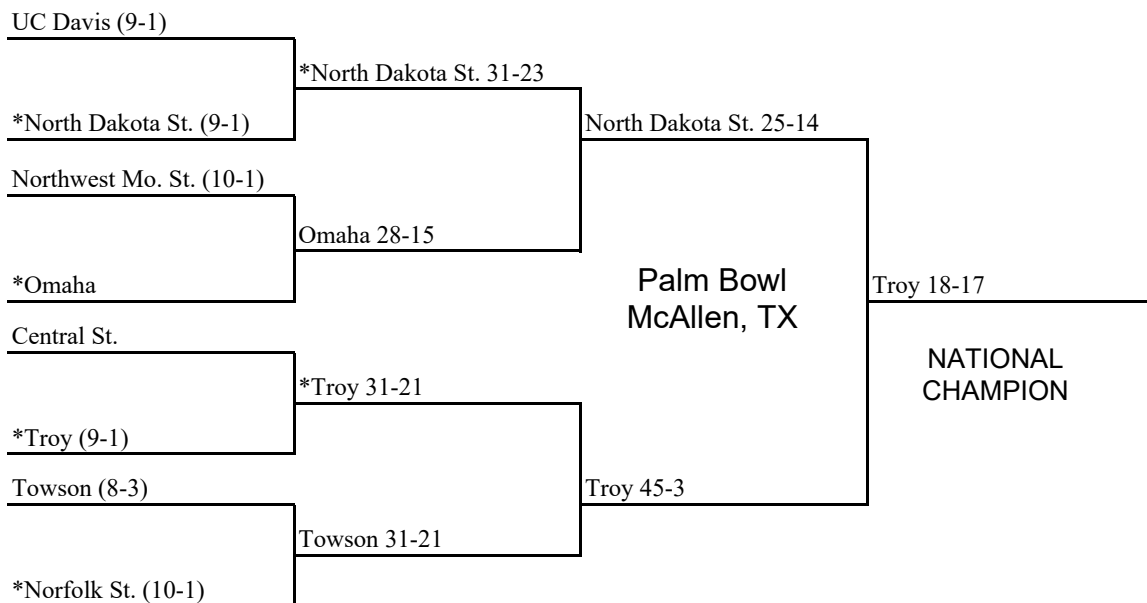 UC Davis (9-1)
*North Dakota St. 31-23
*North Dakota St. (9-1)
North Dakota St. 25-14
Northwest Mo. St. (10-1)
Omaha 28-15
*Omaha
Palm Bowl
McAllen, TX
Troy 18-17
Central St.
NATIONAL
CHAMPION
*Troy 31-21
*Troy (9-1)
Towson (8-3)
Troy 45-3
Towson 31-21
*Norfolk St. (10-1)